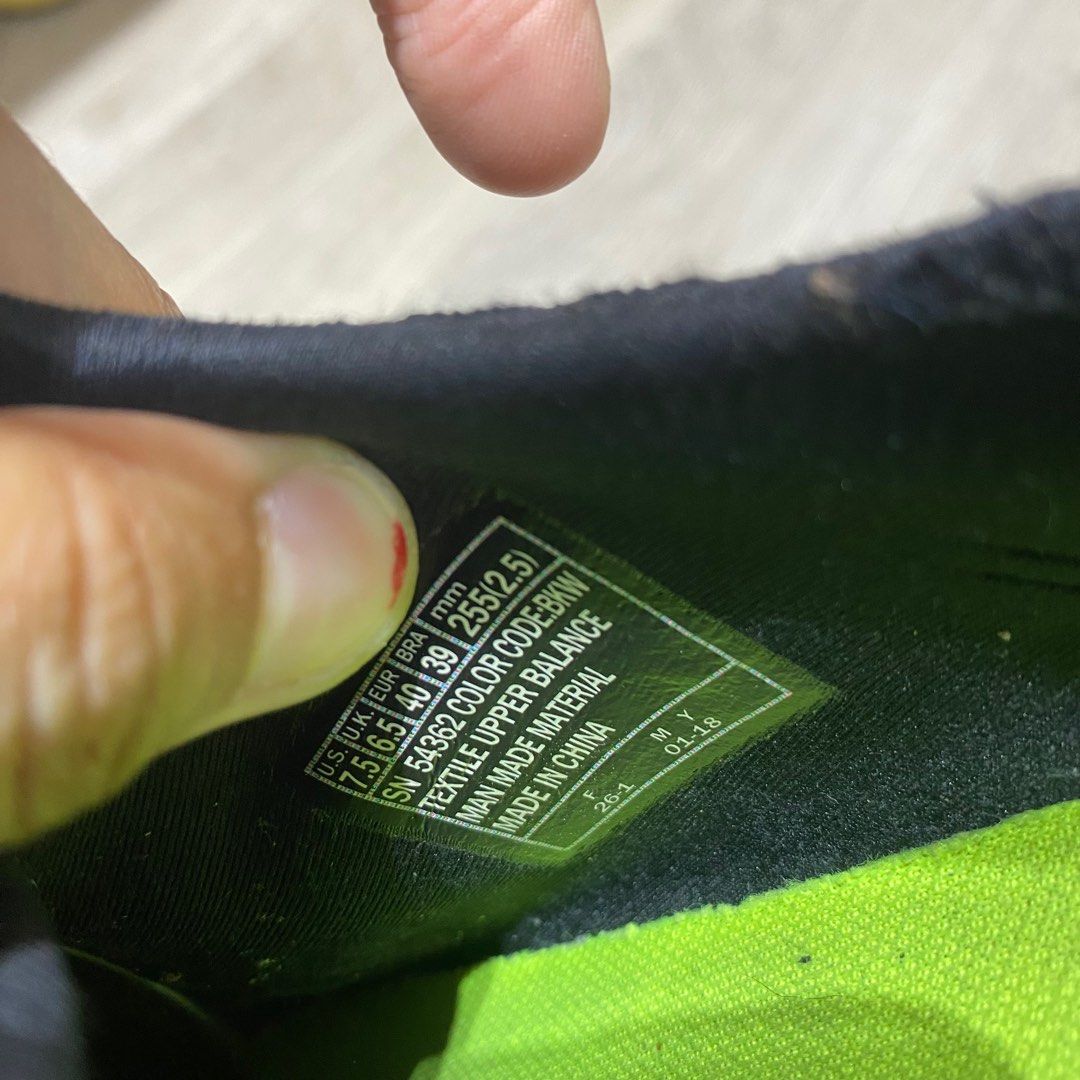 U.S. U.K. EUR BRA mm
7.5 6.5 40 39 255(2.5)
SN 54362 COLOR CODE:BKW
TEXTILE UPPER BALANCE
MAN MADE MATERIAL
MADE IN CHINA
F M Y
26-1 01-18